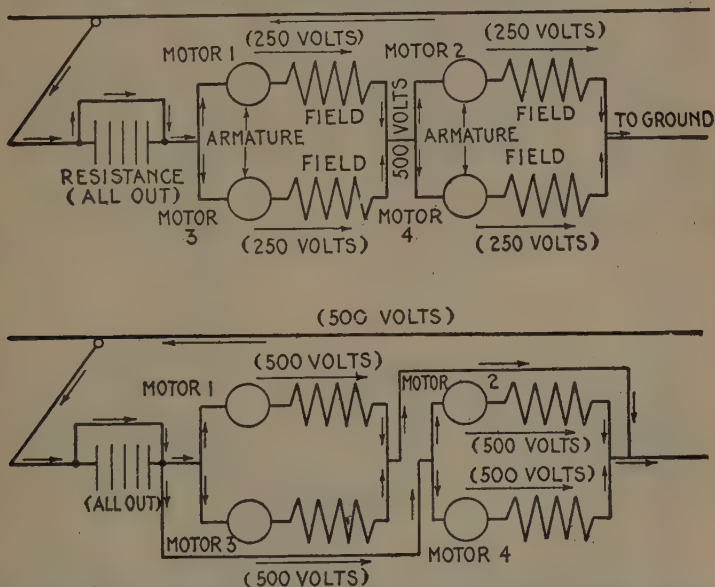 (250 VOLTS)
(250 VOLTS)
MOTOR 1
MOTOR 2
FIELD
FIELD
500 VOLTS
TO GROUND
ARMATURE
ARMATURE
FIELD
FIELD
RESISTANCE
(ALL OUT)
MOTOR
3
MOTOR
4
(250 VOLTS)
(250 VOLTS)
(500 VOLTS)
(500 VOLTS)
MOTOR 1
MOTOR 2
(500 VOLTS)
(500 VOLTS)
(ALL OUT)
MOTOR 3
MOTOR 4
(500 VOLTS)